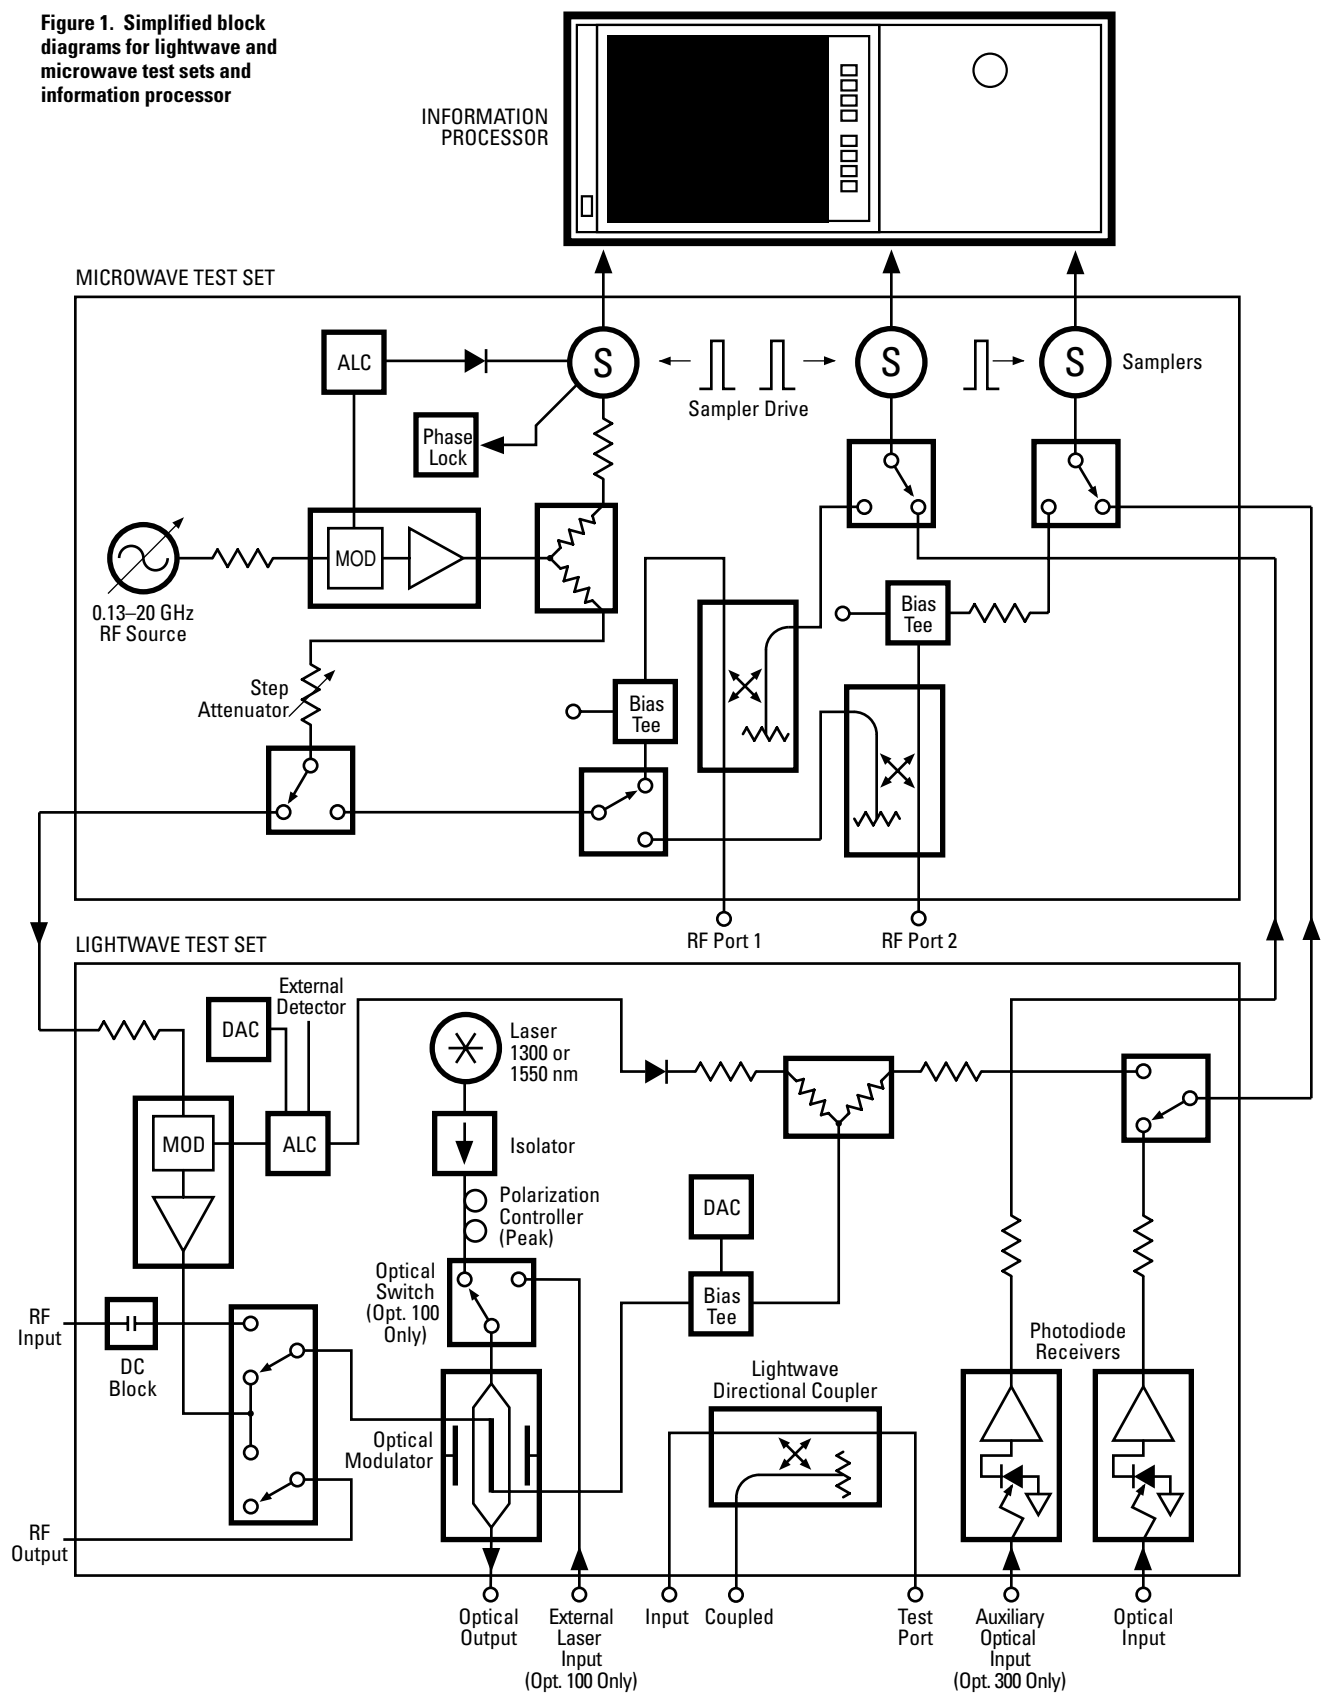 Figure 1.  Simplified block
diagrams for lightwave and
microwave test sets and
information processor
INFORMATION
PROCESSOR
MICROWAVE TEST SET
ALC
S
S
S
Samplers
Sampler Drive
Phase
Lock
MOD
0.13–20 GHz
RF Source
Bias
Tee
Step
Attenuator
Bias
Tee
RF Port 1
RF Port 2
LIGHTWAVE TEST SET
External
Detector
DAC
Laser
1300 or
1550 nm
MOD
ALC
Isolator
Polarization
Controller
(Peak)
DAC
Optical
Switch
(Opt. 100
Only)
Bias
Tee
RF
Input
DC
Block
Photodiode
Receivers
Lightwave
Directional Coupler
Optical
Modulator
RF
Output
Optical
Output
External
Laser
Input
(Opt. 100 Only)
Input
Coupled
Test
Port
Auxiliary
Optical
Input
(Opt. 300 Only)
Optical
Input